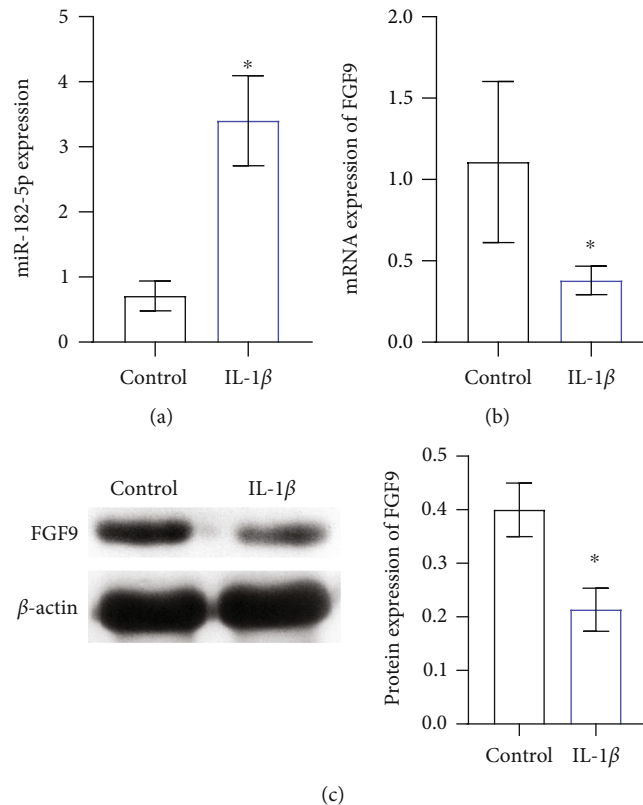 miR-182-5p expression
5
4
3
2
1
0
*
Control
IL-1β
(a)
mRNA expression of FGF9
2.0
1.5
1.0
0.5
0.0
*
Control
IL-1β
(b)
Control
IL-1β
FGF9
β-actin
Protein expression of FGF9
0.5
0.4
0.3
0.2
0.1
0.0
*
Control
IL-1β
(c)